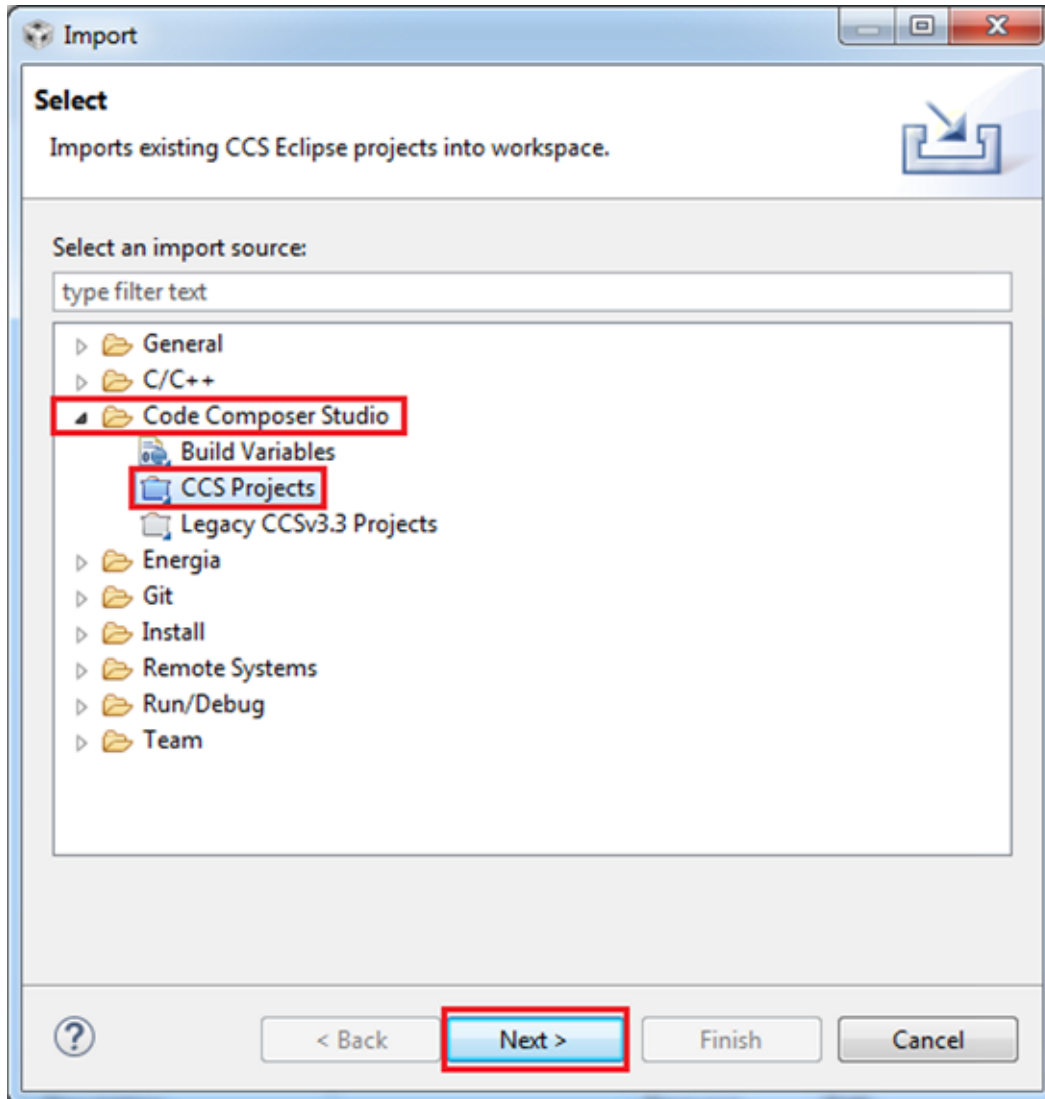 Import
Select
Imports existing CCS Eclipse projects into workspace.
Select an import source:
type filter text
General
C/C++
Code Composer Studio
Build Variables
CCS Projects
Legacy CCSv3.3 Projects
Energia
Git
Install
Remote Systems
Run/Debug
Team
? < Back Next > Finish Cancel